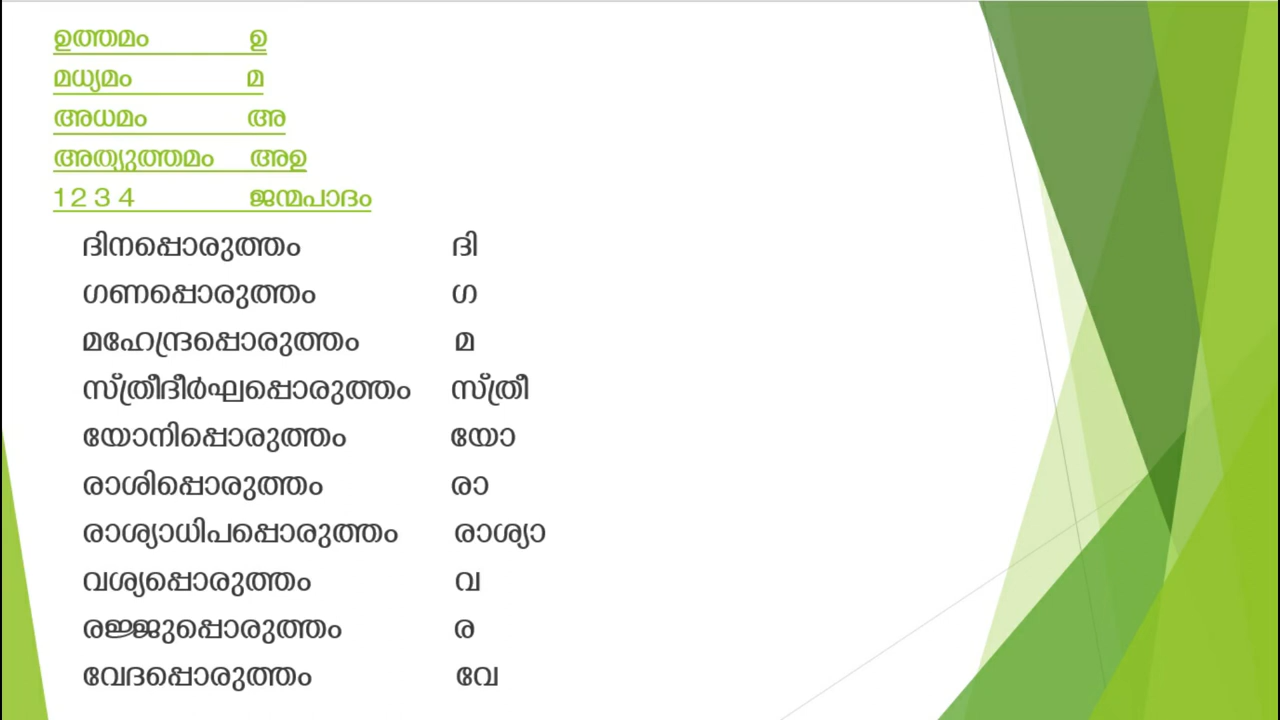 ഉത്തമം ഉ
മധ്യമം മ
അധമം അ
അത്യുത്തമം അഉ
1 2 3 4 ജന്മപാദം
ദിനപ്പൊരുത്തം ദി
ഗണപ്പൊരുത്തം ഗ
മഹേന്ദ്രപ്പൊരുത്തം മ
സ്ത്രീദീർഘപ്പൊരുത്തം സ്ത്രീ
യോനിപ്പൊരുത്തം യോ
രാശിപ്പൊരുത്തം രാ
രാശ്യാധിപപ്പൊരുത്തം രാശ്യാ
വശ്യപ്പൊരുത്തം വ
രജ്ജുപ്പൊരുത്തം ര
വേദപ്പൊരുത്തം വേ